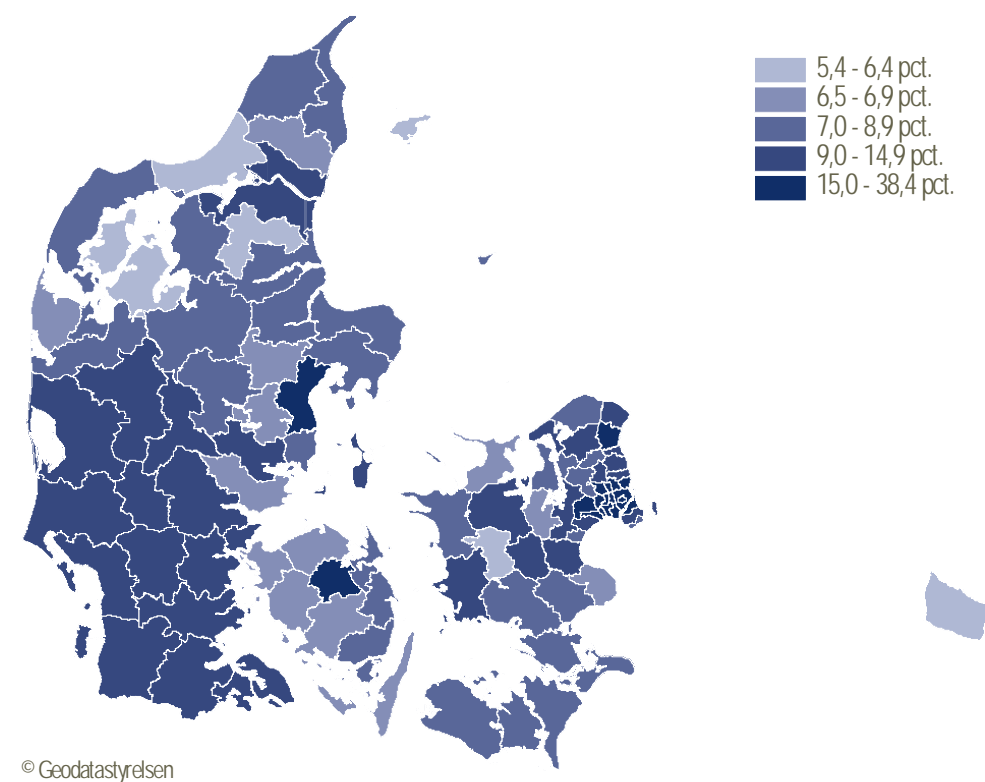 5,4 - 6,4 pct.
6,5 - 6,9 pct.
7,0 - 8,9 pct.
9,0 - 14,9 pct.
15,0 - 38,4 pct.
© Geodatastyrelsen